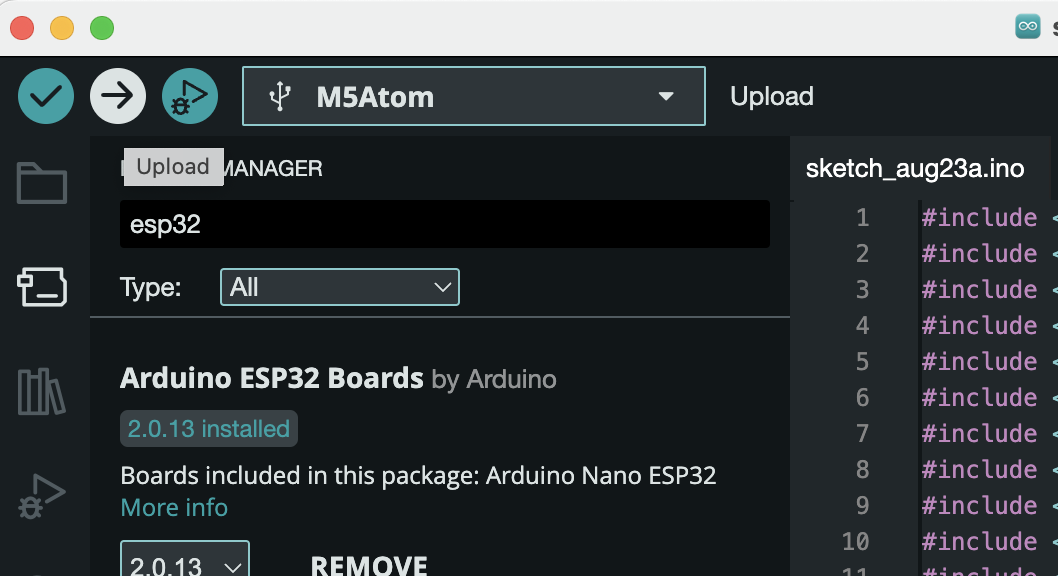 M5Atom
Upload
Upload MANAGER
esp32
Type: All
Arduino ESP32 Boards by Arduino
2.0.13 installed
Boards included in this package: Arduino Nano ESP32
More info
2.0.13
REMOVE
sketch_aug23a.ino
1 #include <
2 #include <
3 #include <
4 #include <
5 #include <
6 #include <
7 #include <
8 #include <
9 #include <
10 #include <
11 #include <